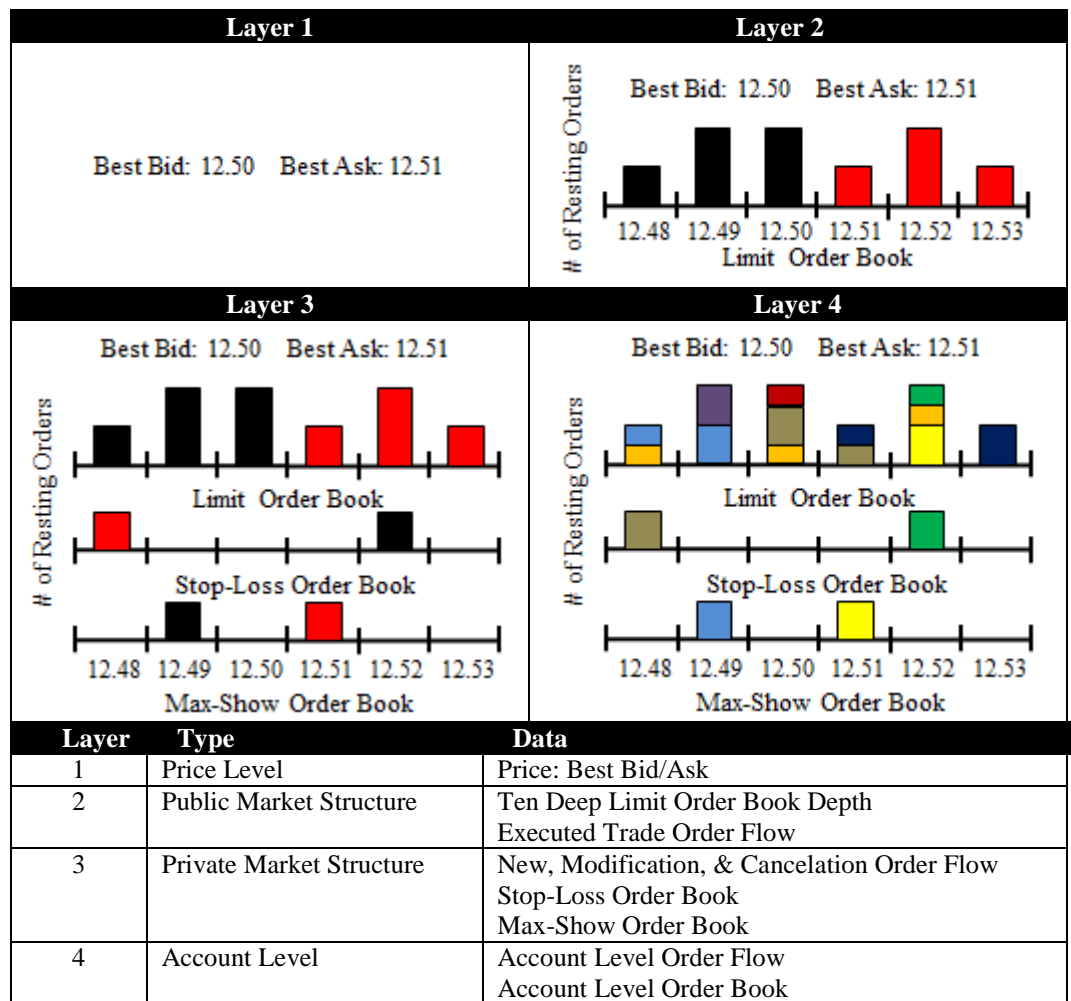 Layer 1
Best Bid: 12.50 Best Ask: 12.51
Layer 2
# of Resting Orders
Best Bid: 12.50 Best Ask: 12.51
12.48 12.49 12.50 12.51 12.52 12.53
Limit Order Book
Layer 3
Best Bid: 12.50 Best Ask: 12.51
# of Resting Orders
Limit Order Book
Stop-Loss Order Book
12.48 12.49 12.50 12.51 12.52 12.53
Max-Show Order Book
Layer 4
Best Bid: 12.50 Best Ask: 12.51
# of Resting Orders
Limit Order Book
Stop-Loss Order Book
12.48 12.49 12.50 12.51 12.52 12.53
Max-Show Order Book
Layer Type Data
1 Price Level Price: Best Bid/Ask
2 Public Market Structure Ten Deep Limit Order Book Depth
Executed Trade Order Flow
3 Private Market Structure New, Modification, & Cancelation Order Flow
Stop-Loss Order Book
Max-Show Order Book
4 Account Level Account Level Order Flow
Account Level Order Book